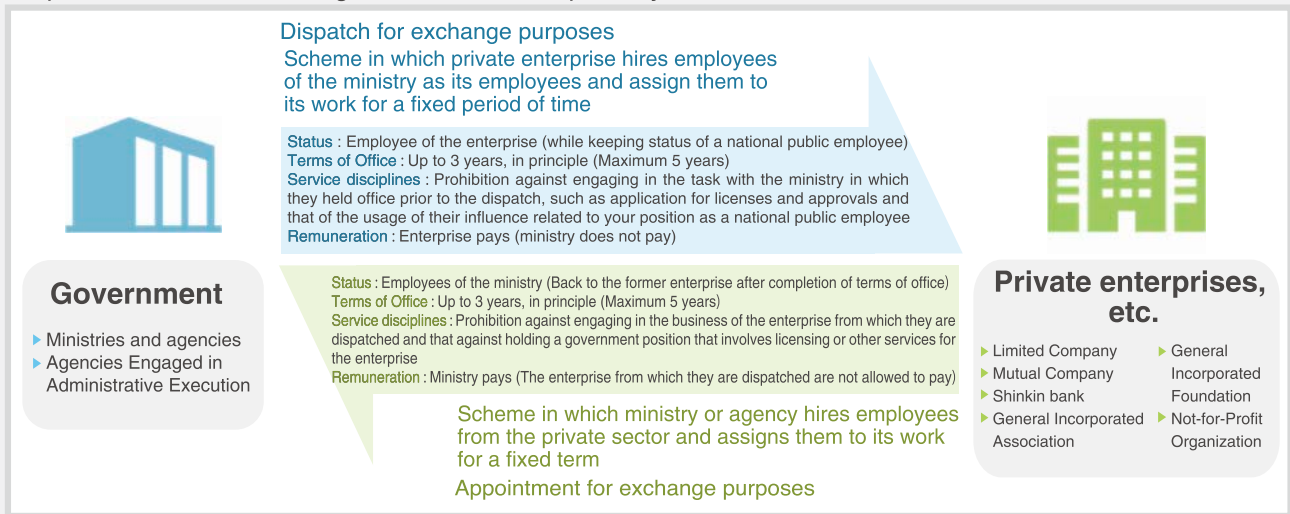 Dispatch for exchange purposes
Scheme in which private enterprise hires employees
of the ministry as its employees and assign them to
its work for a fixed period of time
Status : Employee of the enterprise (while keeping status of a national public employee)
Terms of Office : Up to 3 years, in principle (Maximum 5 years)
Service disciplines : Prohibition against engaging in the task with the ministry in which
they held office prior to the dispatch, such as application for licenses and approvals and
that of the usage of their influence related to your position as a national public employee
Remuneration : Enterprise pays (ministry does not pay)
Government
Ministries and agencies
Agencies Engaged in
Administrative Execution
Status : Employees of the ministry (Back to the former enterprise after completion of terms of office)
Terms of Office : Up to 3 years, in principle (Maximum 5 years)
Service disciplines : Prohibition against engaging in the business of the enterprise from which they are
dispatched and that against holding a government position that involves licensing or other services for
the enterprise
Remuneration : Ministry pays (The enterprise from which they are dispatched are not allowed to pay)
Scheme in which ministry or agency hires employees
from the private sector and assigns them to its work
for a fixed term
Appointment for exchange purposes
Private enterprises,
etc.
Limited Company
Mutual Company
Shinkin bank
General Incorporated
Association
General
Incorporated
Foundation
Not-for-Profit
Organization